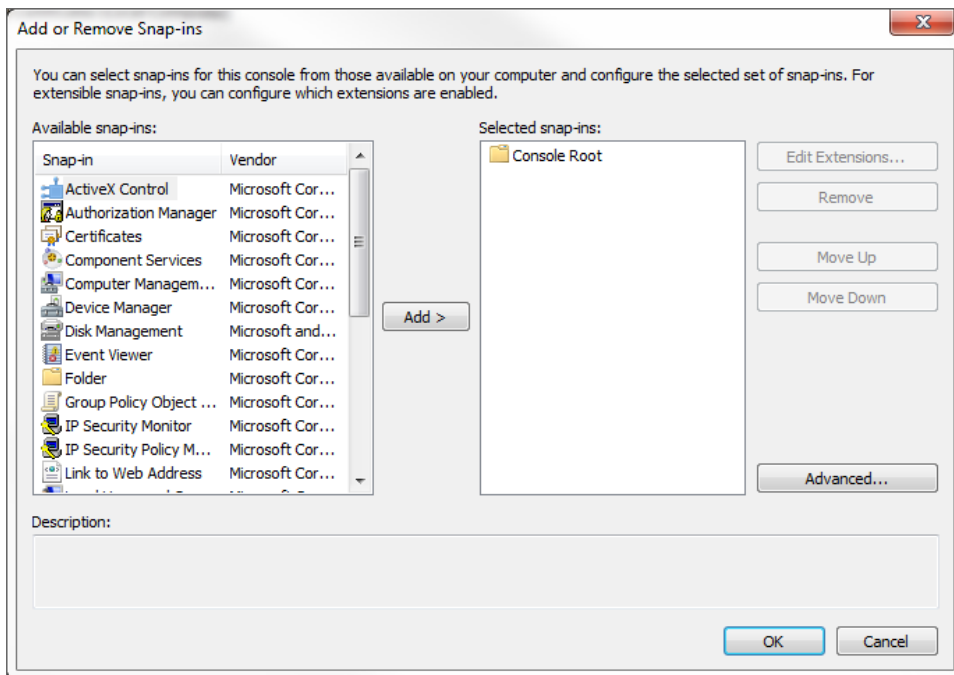 Add or Remove Snap-ins
You can select snap-ins for this console from those available on your computer and configure the selected set of snap-ins. For
extensible snap-ins, you can configure which extensions are enabled.
Available snap-ins:
Selected snap-ins:
Snap-in Vendor
ActiveX Control Microsoft Cor...
Authorization Manager Microsoft Cor...
Certificates Microsoft Cor...
Component Services Microsoft Cor...
Computer Managem... Microsoft Cor...
Device Manager Microsoft Cor...
Disk Management Microsoft and...
Event Viewer Microsoft Cor...
Folder Microsoft Cor...
Group Policy Object ... Microsoft Cor...
IP Security Monitor Microsoft Cor...
IP Security Policy M... Microsoft Cor...
Link to Web Address Microsoft Cor...
Add >
Console Root
Edit Extensions...
Remove
Move Up
Move Down
Advanced...
Description:
OK
Cancel